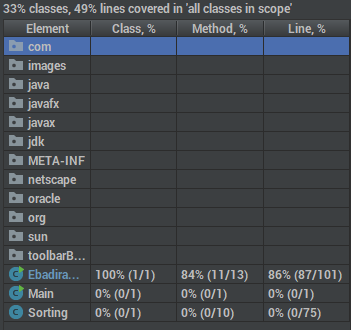 33% classes, 49% lines covered in 'all classes in scope'
Element Class, % Method, % Line, %
com
images
java
javafx
javax
jdk
META-INF
netscape
oracle
org
sun
toolbarB...
Ebadira... 100% (1/1) 84% (11/13) 86% (87/101)
Main 0% (0/1) 0% (0/1) 0% (0/1)
Sorting 0% (0/1) 0% (0/10) 0% (0/75)